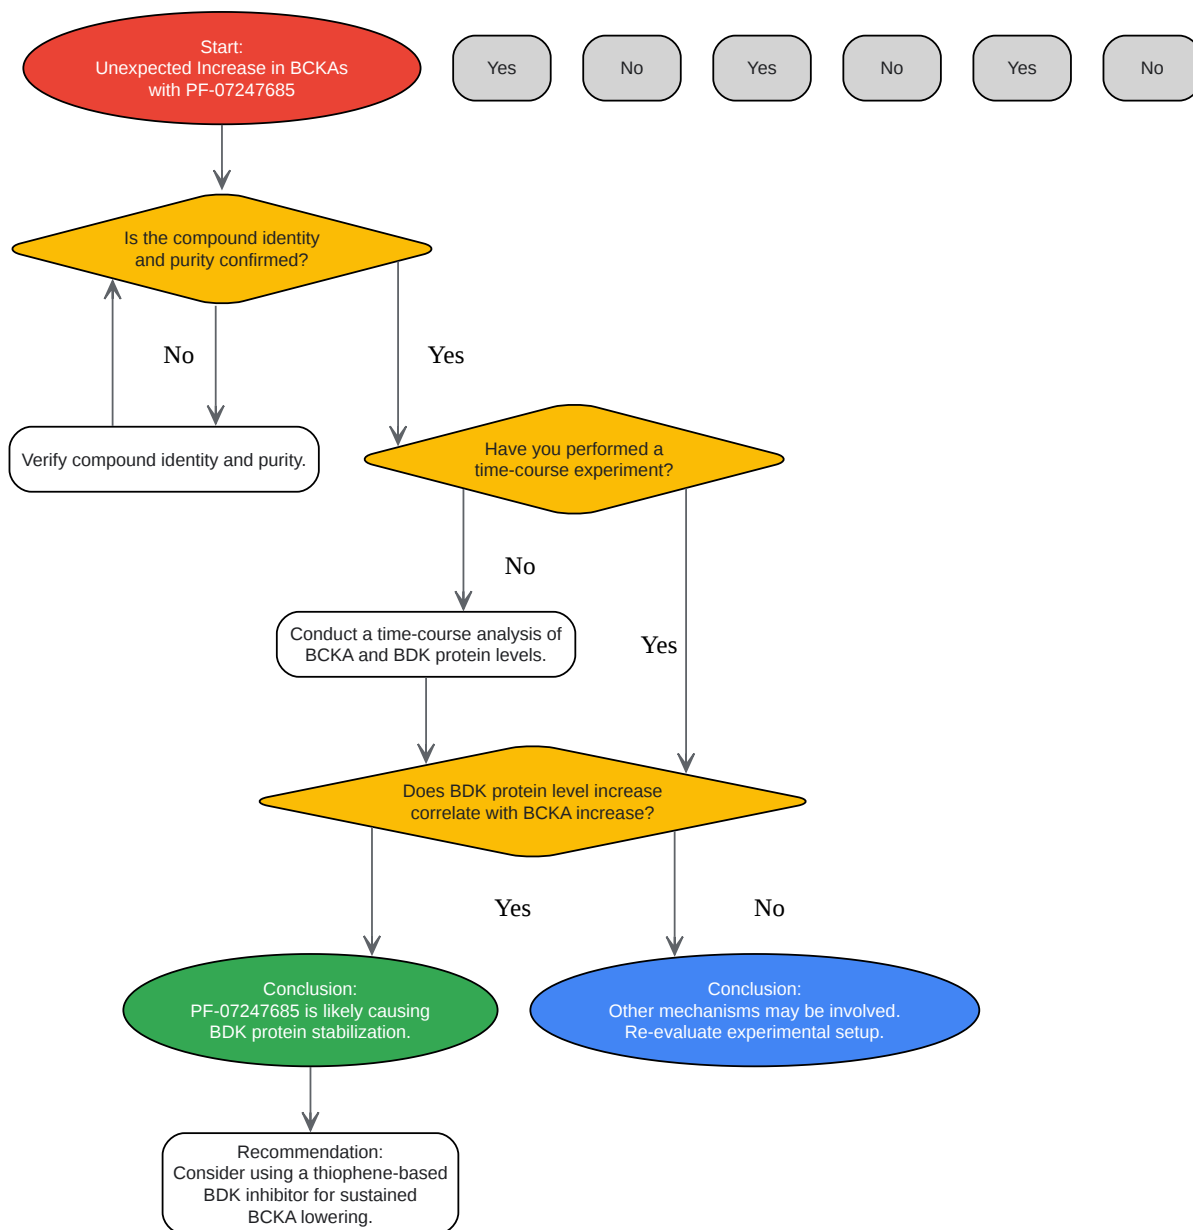 Start:
Unexpected Increase in BCKAs
with PF-07247685
Yes
No
Yes
No
Yes
No
Is the compound identity
and purity confirmed?
No
Yes
Verify compound identity and purity.
Have you performed a
time-course experiment?
No
Conduct a time-course analysis of
BCKA and BDK protein levels.
Yes
Does BDK protein level increase
correlate with BCKA increase?
Yes
No
Conclusion:
PF-07247685 is likely causing
BDK protein stabilization.
Conclusion:
Other mechanisms may be involved.
Re-evaluate experimental setup.
Recommendation:
Consider using a thiophene-based
BDK inhibitor for sustained
BCKA lowering.